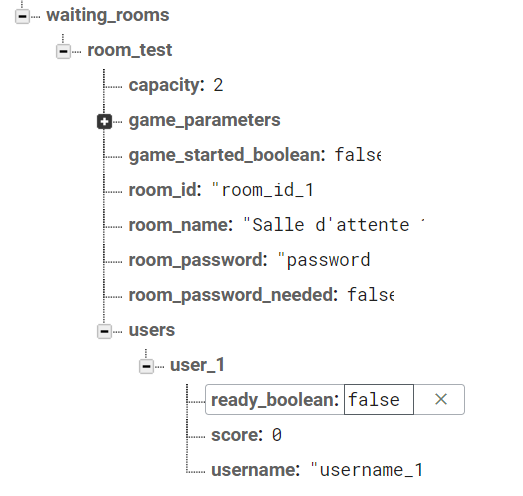 waiting_rooms
room_test
capacity: 2
game_parameters
game_started_boolean: false
room_id: "room_id_1
room_name: "Salle d'attente
room_password: "password
room_password_needed: false
users
user_1
ready_boolean: false ×
score: 0
username: "username_1